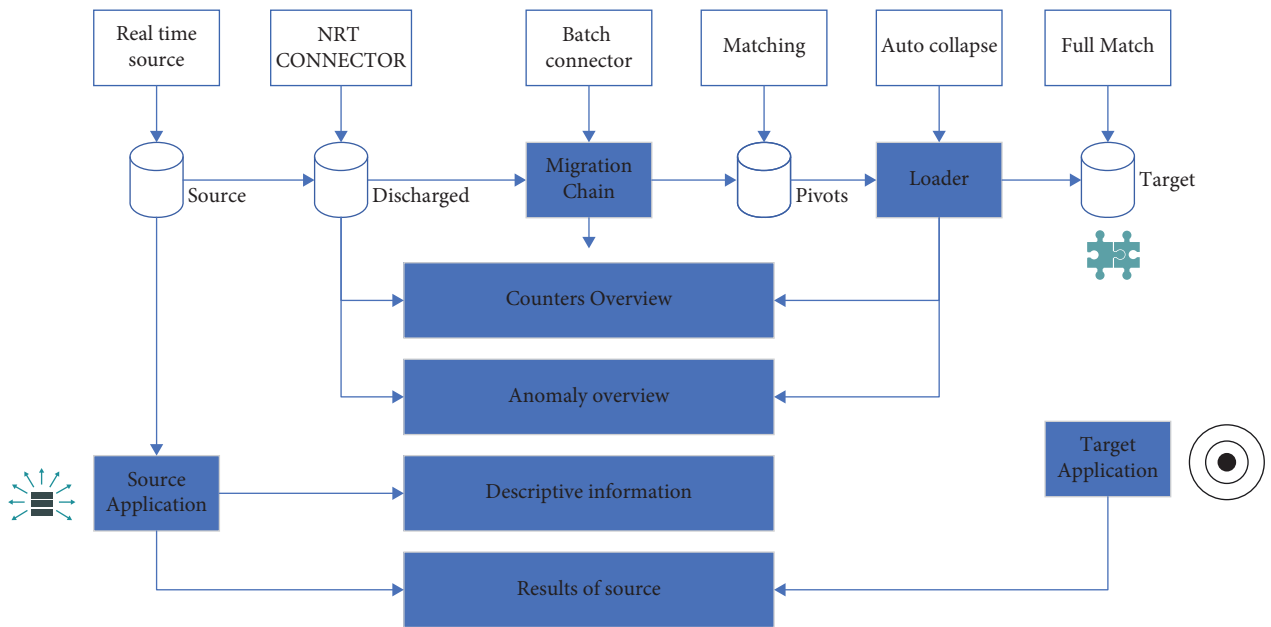 Real time
source
NRT
CONNECTOR
Batch
connector
Matching
Auto collapse
Full Match
Source
Discharged
Migration
Chain
Pivots
Loader
Target
Counters Overview
Anomaly overview
Source
Application
Descriptive information
Target
Application
Results of source